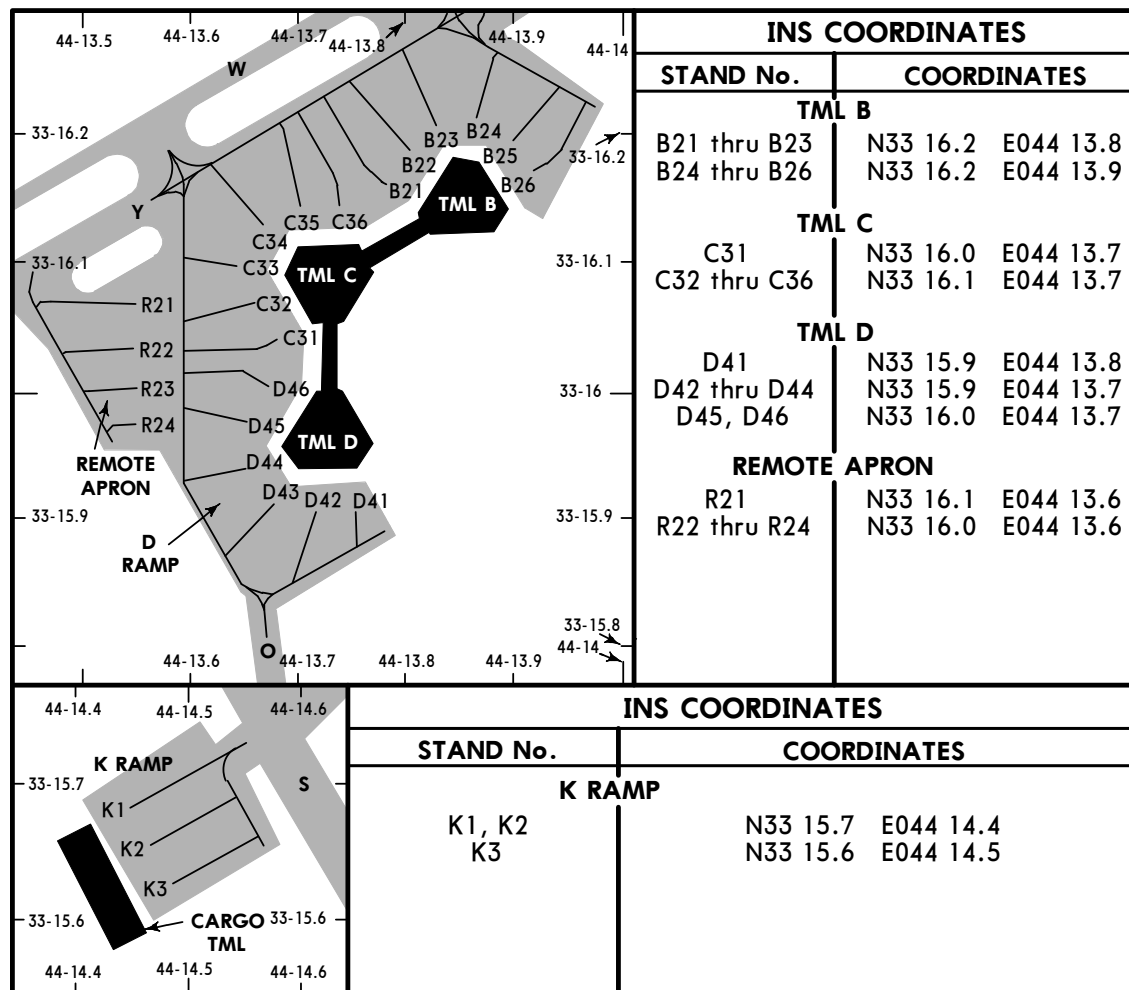 44-13.5
44-13.6
44-13.7
44-13.8
44-13.9
44-14
W
33-16.2
33-16.2
B23
B24
B22
B25
B21
B26
TML B
Y
C35
C36
C34
C33
TML C
33-16.1
33-16.1
R21
C32
R22
C31
R23
D46
33-16
R24
D45
TML D
REMOTE
APRON
D44
D43
D42
D41
33-15.9
33-15.9
D
RAMP
33-15.8
44-14
O
44-13.6
44-13.7
44-13.8
44-13.9
INS COORDINATES
STAND No. COORDINATES
TML B
B21 thru B23 N33 16.2 E044 13.8
B24 thru B26 N33 16.2 E044 13.9
TML C
C31 N33 16.0 E044 13.7
C32 thru C36 N33 16.1 E044 13.7
TML D
D41 N33 15.9 E044 13.8
D42 thru D44 N33 15.9 E044 13.7
D45, D46 N33 16.0 E044 13.7
REMOTE APRON
R21 N33 16.1 E044 13.6
R22 thru R24 N33 16.0 E044 13.6
44-14.4
44-14.5
44-14.6
K RAMP
33-15.7
S
K1
K2
K3
33-15.6
33-15.6
CARGO
TML
44-14.4
44-14.5
44-14.6
INS COORDINATES
STAND No. COORDINATES
K RAMP
K1, K2 N33 15.7 E044 14.4
K3 N33 15.6 E044 14.5